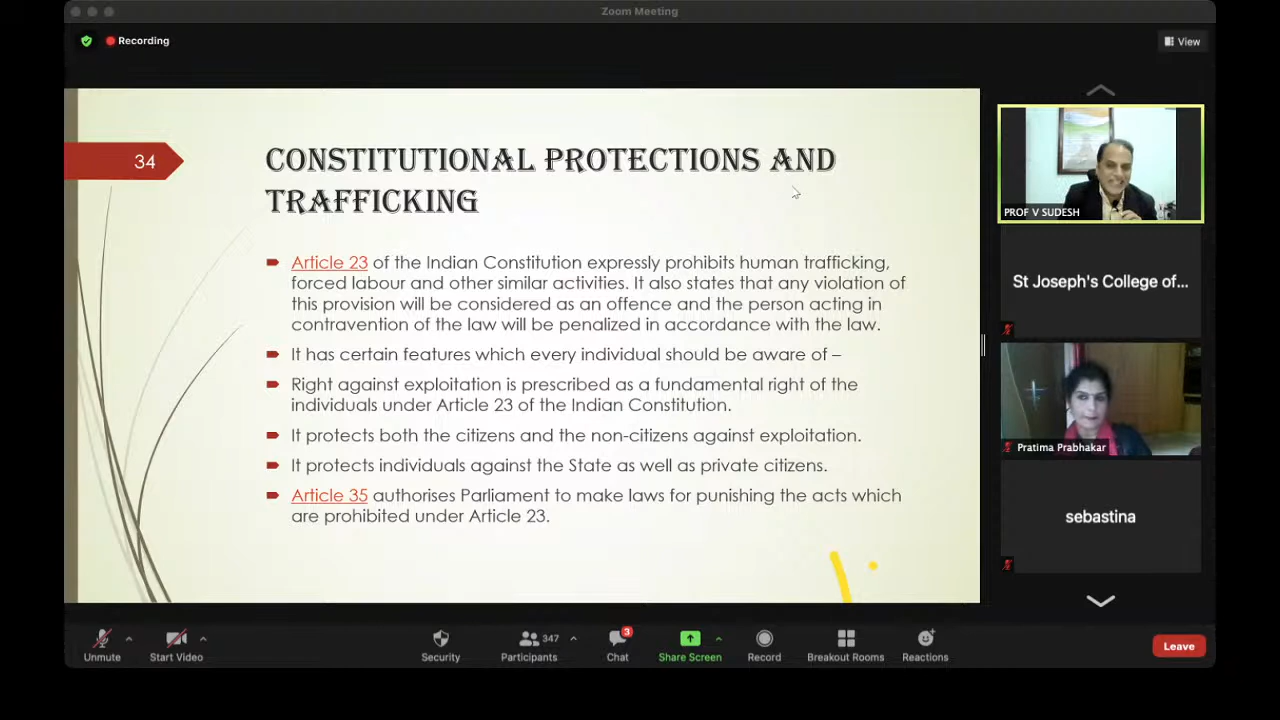 Zoom Meeting
Recording
View
34
CONSTITUTIONAL PROTECTIONS AND
TRAFFICKING
Article 23 of the Indian Constitution expressly prohibits human trafficking,
forced labour and other similar activities. It also states that any violation of
this provision will be considered as an offence and the person acting in
contravention of the law will be penalized in accordance with the law.
It has certain features which every individual should be aware of –
Right against exploitation is prescribed as a fundamental right of the
individuals under Article 23 of the Indian Constitution.
It protects both the citizens and the non-citizens against exploitation.
It protects individuals against the State as well as private citizens.
Article 35 authorises Parliament to make laws for punishing the acts which
are prohibited under Article 23.
PROF V SUDESH
St Joseph's College of...
Pratima Prabhakar
sebastina
Unmute
Start Video
Security
347
Participants
3
Chat
Share Screen
Record
Breakout Rooms
Reactions
Leave